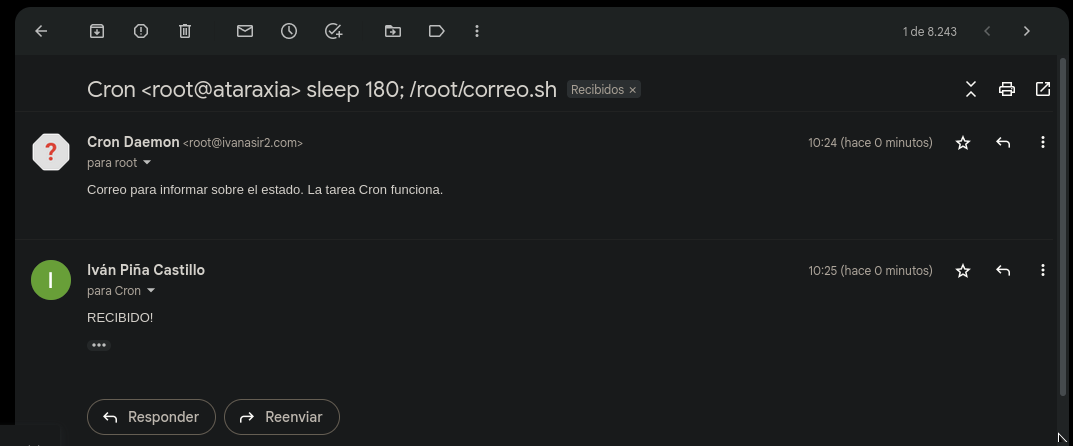 1 de 8.243
Cron <root@ataraxia> sleep 180; /root/correo.sh Recibidos ×
Cron Daemon <root@ivanasir2.com> 10:24 (hace 0 minutos)
para root
Correo para informar sobre el estado. La tarea Cron funciona.
I
Iván Piña Castillo 10:25 (hace 0 minutos)
para Cron
RECIBIDO!
Responder Reenviar